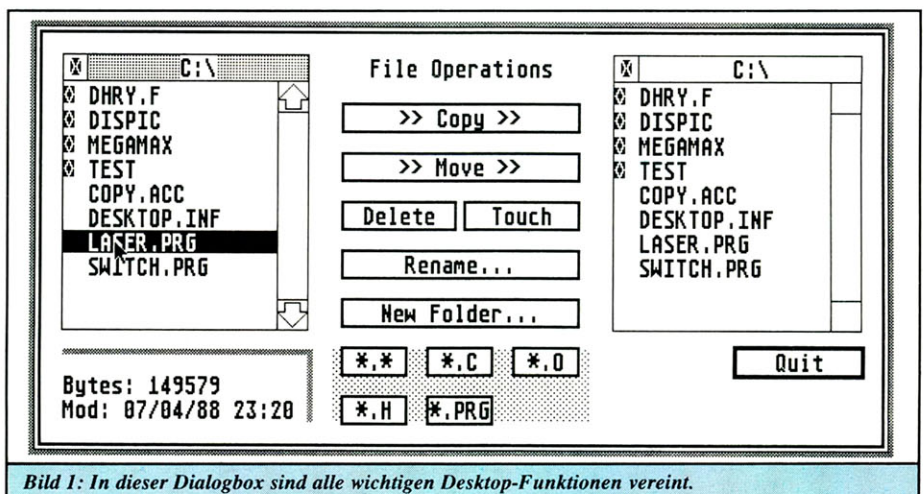 C:\
DHRY.F
DISPIC
MEGAMAX
TEST
COPY.ACC
DESKTOP.INF
LASER.PRG
SWITCH.PRG
Bytes: 149579
Mod: 07/04/88 23:20
File Operations
>> Copy >>
>> Move >>
Delete Touch
Rename...
New Folder...
*.* *.C *.O
*.H *.PRG
C:\
DHRY.F
DISPIC
MEGAMAX
TEST
COPY.ACC
DESKTOP.INF
LASER.PRG
SWITCH.PRG
Quit
Bild 1: In dieser Dialogbox sind alle wichtigen Desktop-Funktionen vereint.